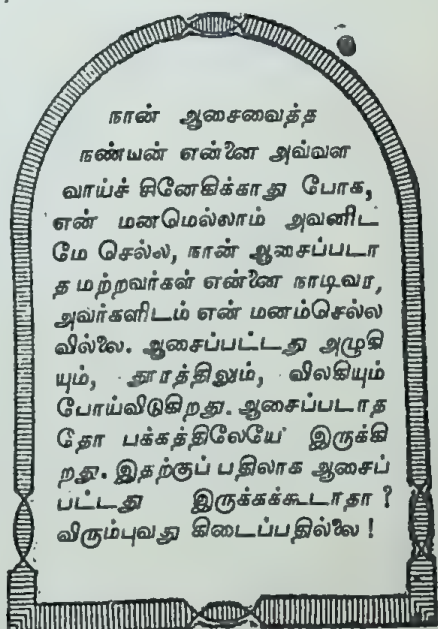 நான் ஆசைவைத்த
நண்பன் என்னை அவ்வள
வாய்ச் சினேகிக்காது போக,
என் மனமெல்லாம் அவனிட
மே செல்ல, நான் ஆசைப்படா
த மற்றவர்கள் என்னை நாடிவர,
அவர்களிடம் என் மனம்செல்ல
வில்லை. ஆசைப்பட்டது அழுகி
யும், தூரத்திலும், விலகியும்
போய்விடுகிறது. ஆசைப்படாத
தோ பக்கத்திலேயே இருக்கி
றது. இதற்குப் பதிலாக ஆசைப்
பட்டது இருக்கக்கூடாதா ?
விரும்புவது கிடைப்பதில்லை !